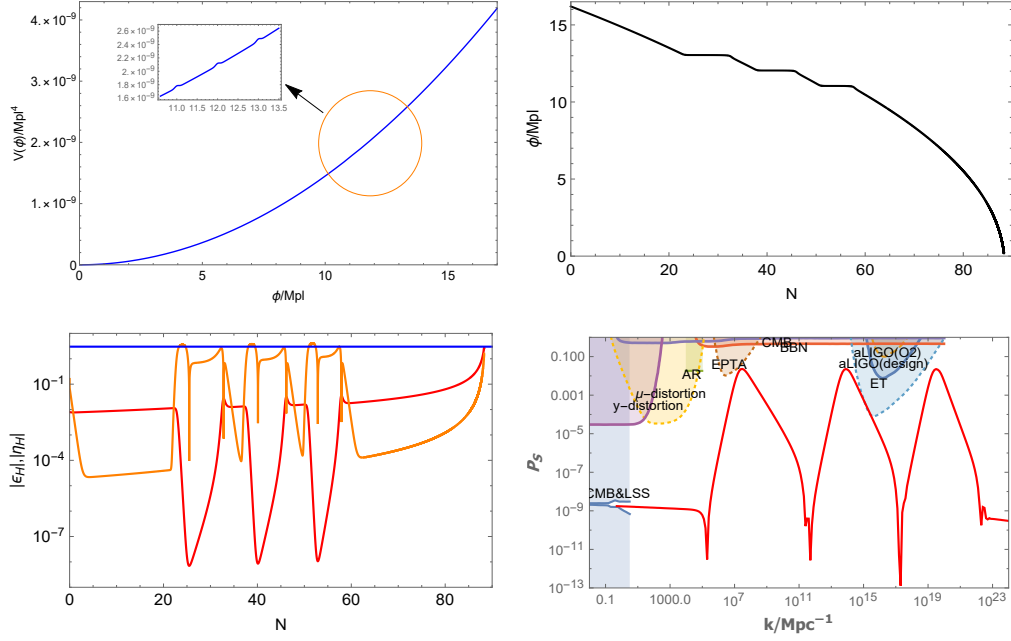 4.×10⁻⁹
3.×10⁻⁹
2.×10⁻⁹
1.×10⁻⁹
0
V(ϕ)/Mpl⁴
2.6×10⁻⁹
2.4×10⁻⁹
2.2×10⁻⁹
2.×10⁻⁹
1.8×10⁻⁹
1.6×10⁻⁹
11.0 11.5 12.0 12.5 13.0 13.5
0 5 10 15
ϕ/Mpl
15
10
5
0
ϕ/Mpl
0 20 40 60 80
N
10⁻¹
10⁻⁴
10⁻⁷
|ϵH|,|ηH|
0 20 40 60 80
N
0.100
0.001
10⁻⁵
10⁻⁷
10⁻⁹
10⁻¹¹
10⁻¹³
PS
CMB
BBN
EPTA
AR
μ-distortion
y-distortion
aLIGO(O2)
aLIGO(design)
ET
CMB&LSS
0.1 1000.0 10⁷ 10¹¹ 10¹⁵ 10¹⁹ 10²³
k/Mpc⁻¹